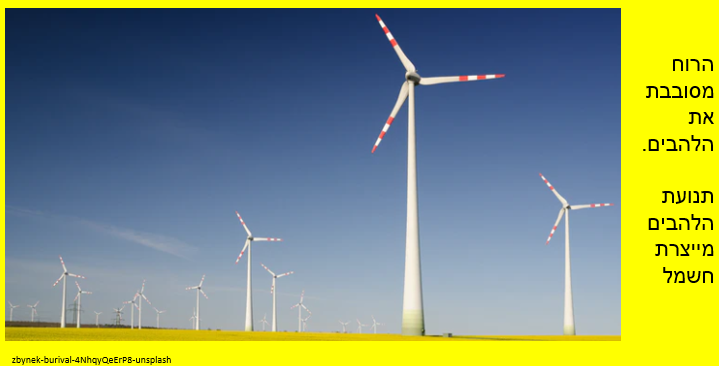 הרוח
מסובבת
את
הלהבים.
תנועת
הלהבים
מייצרת
חשמל
zbynek-burival-4NhqyQeErP8-unsplash